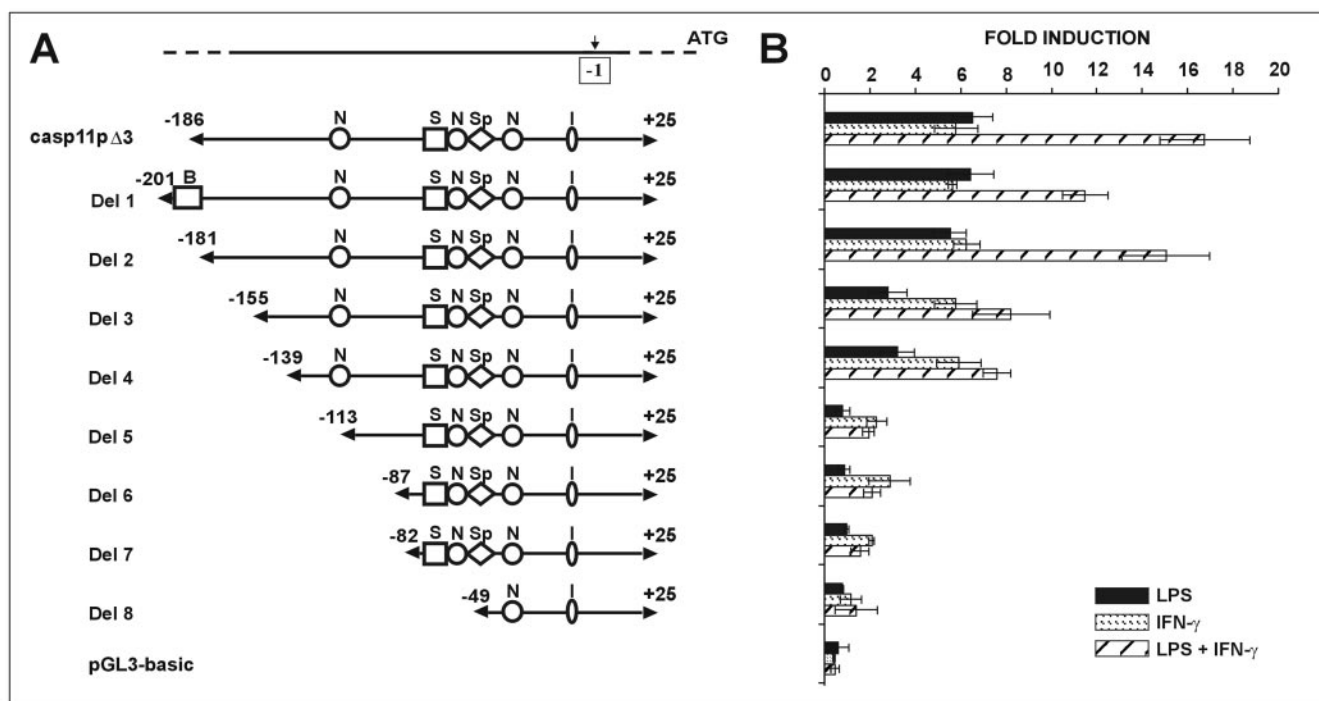 A
ATG
-1
casp11p Δ3 -186 N S N Sp N I +25
Del 1 -201 B N S N Sp N I +25
Del 2 -181 N S N Sp N I +25
Del 3 -155 N S N Sp N I +25
Del 4 -139 N S N Sp N I +25
Del 5 -113 S N Sp N I +25
Del 6 -87 S N Sp N I +25
Del 7 -82 S N Sp N I +25
Del 8 -49 N I +25
pGL3-basic
B
FOLD INDUCTION
0 2 4 6 8 10 12 14 16 18 20
LPS
IFN-γ
LPS + IFN-γ